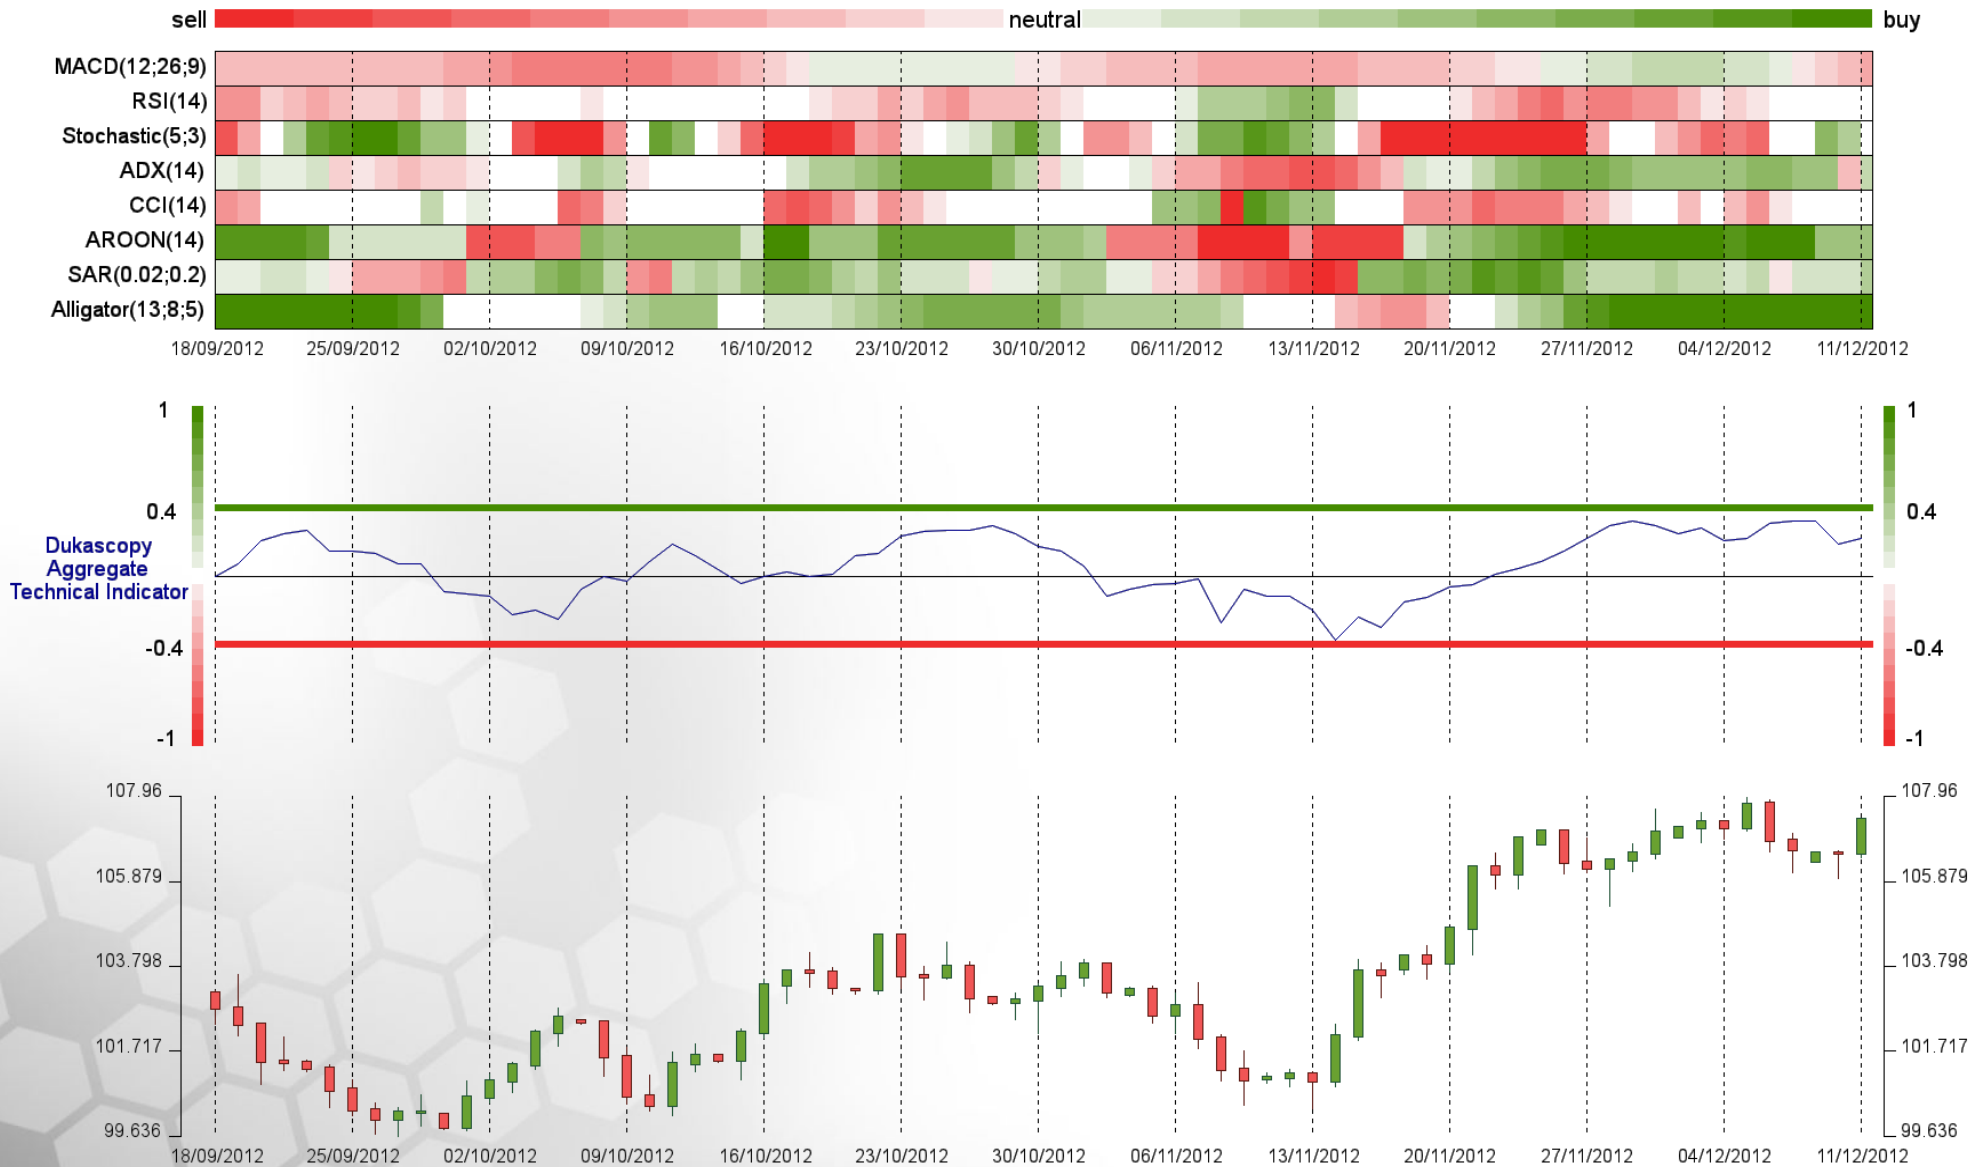 sell neutral buy
MACD(12;26;9)
RSI(14)
Stochastic(5;3)
ADX(14)
CCI(14)
AROON(14)
SAR(0.02;0.2)
Alligator(13;8;5)
18/09/2012 25/09/2012 02/10/2012 09/10/2012 16/10/2012 23/10/2012 30/10/2012 06/11/2012 13/11/2012 20/11/2012 27/11/2012 04/12/2012 11/12/2012
1 1
0.4 0.4
Dukascopy
Aggregate
Technical Indicator
-0.4 -0.4
-1 -1
107.96 107.96
105.879 105.879
103.798 103.798
101.717 101.717
99.636 99.636
18/09/2012 25/09/2012 02/10/2012 09/10/2012 16/10/2012 23/10/2012 30/10/2012 06/11/2012 13/11/2012 20/11/2012 27/11/2012 04/12/2012 11/12/2012